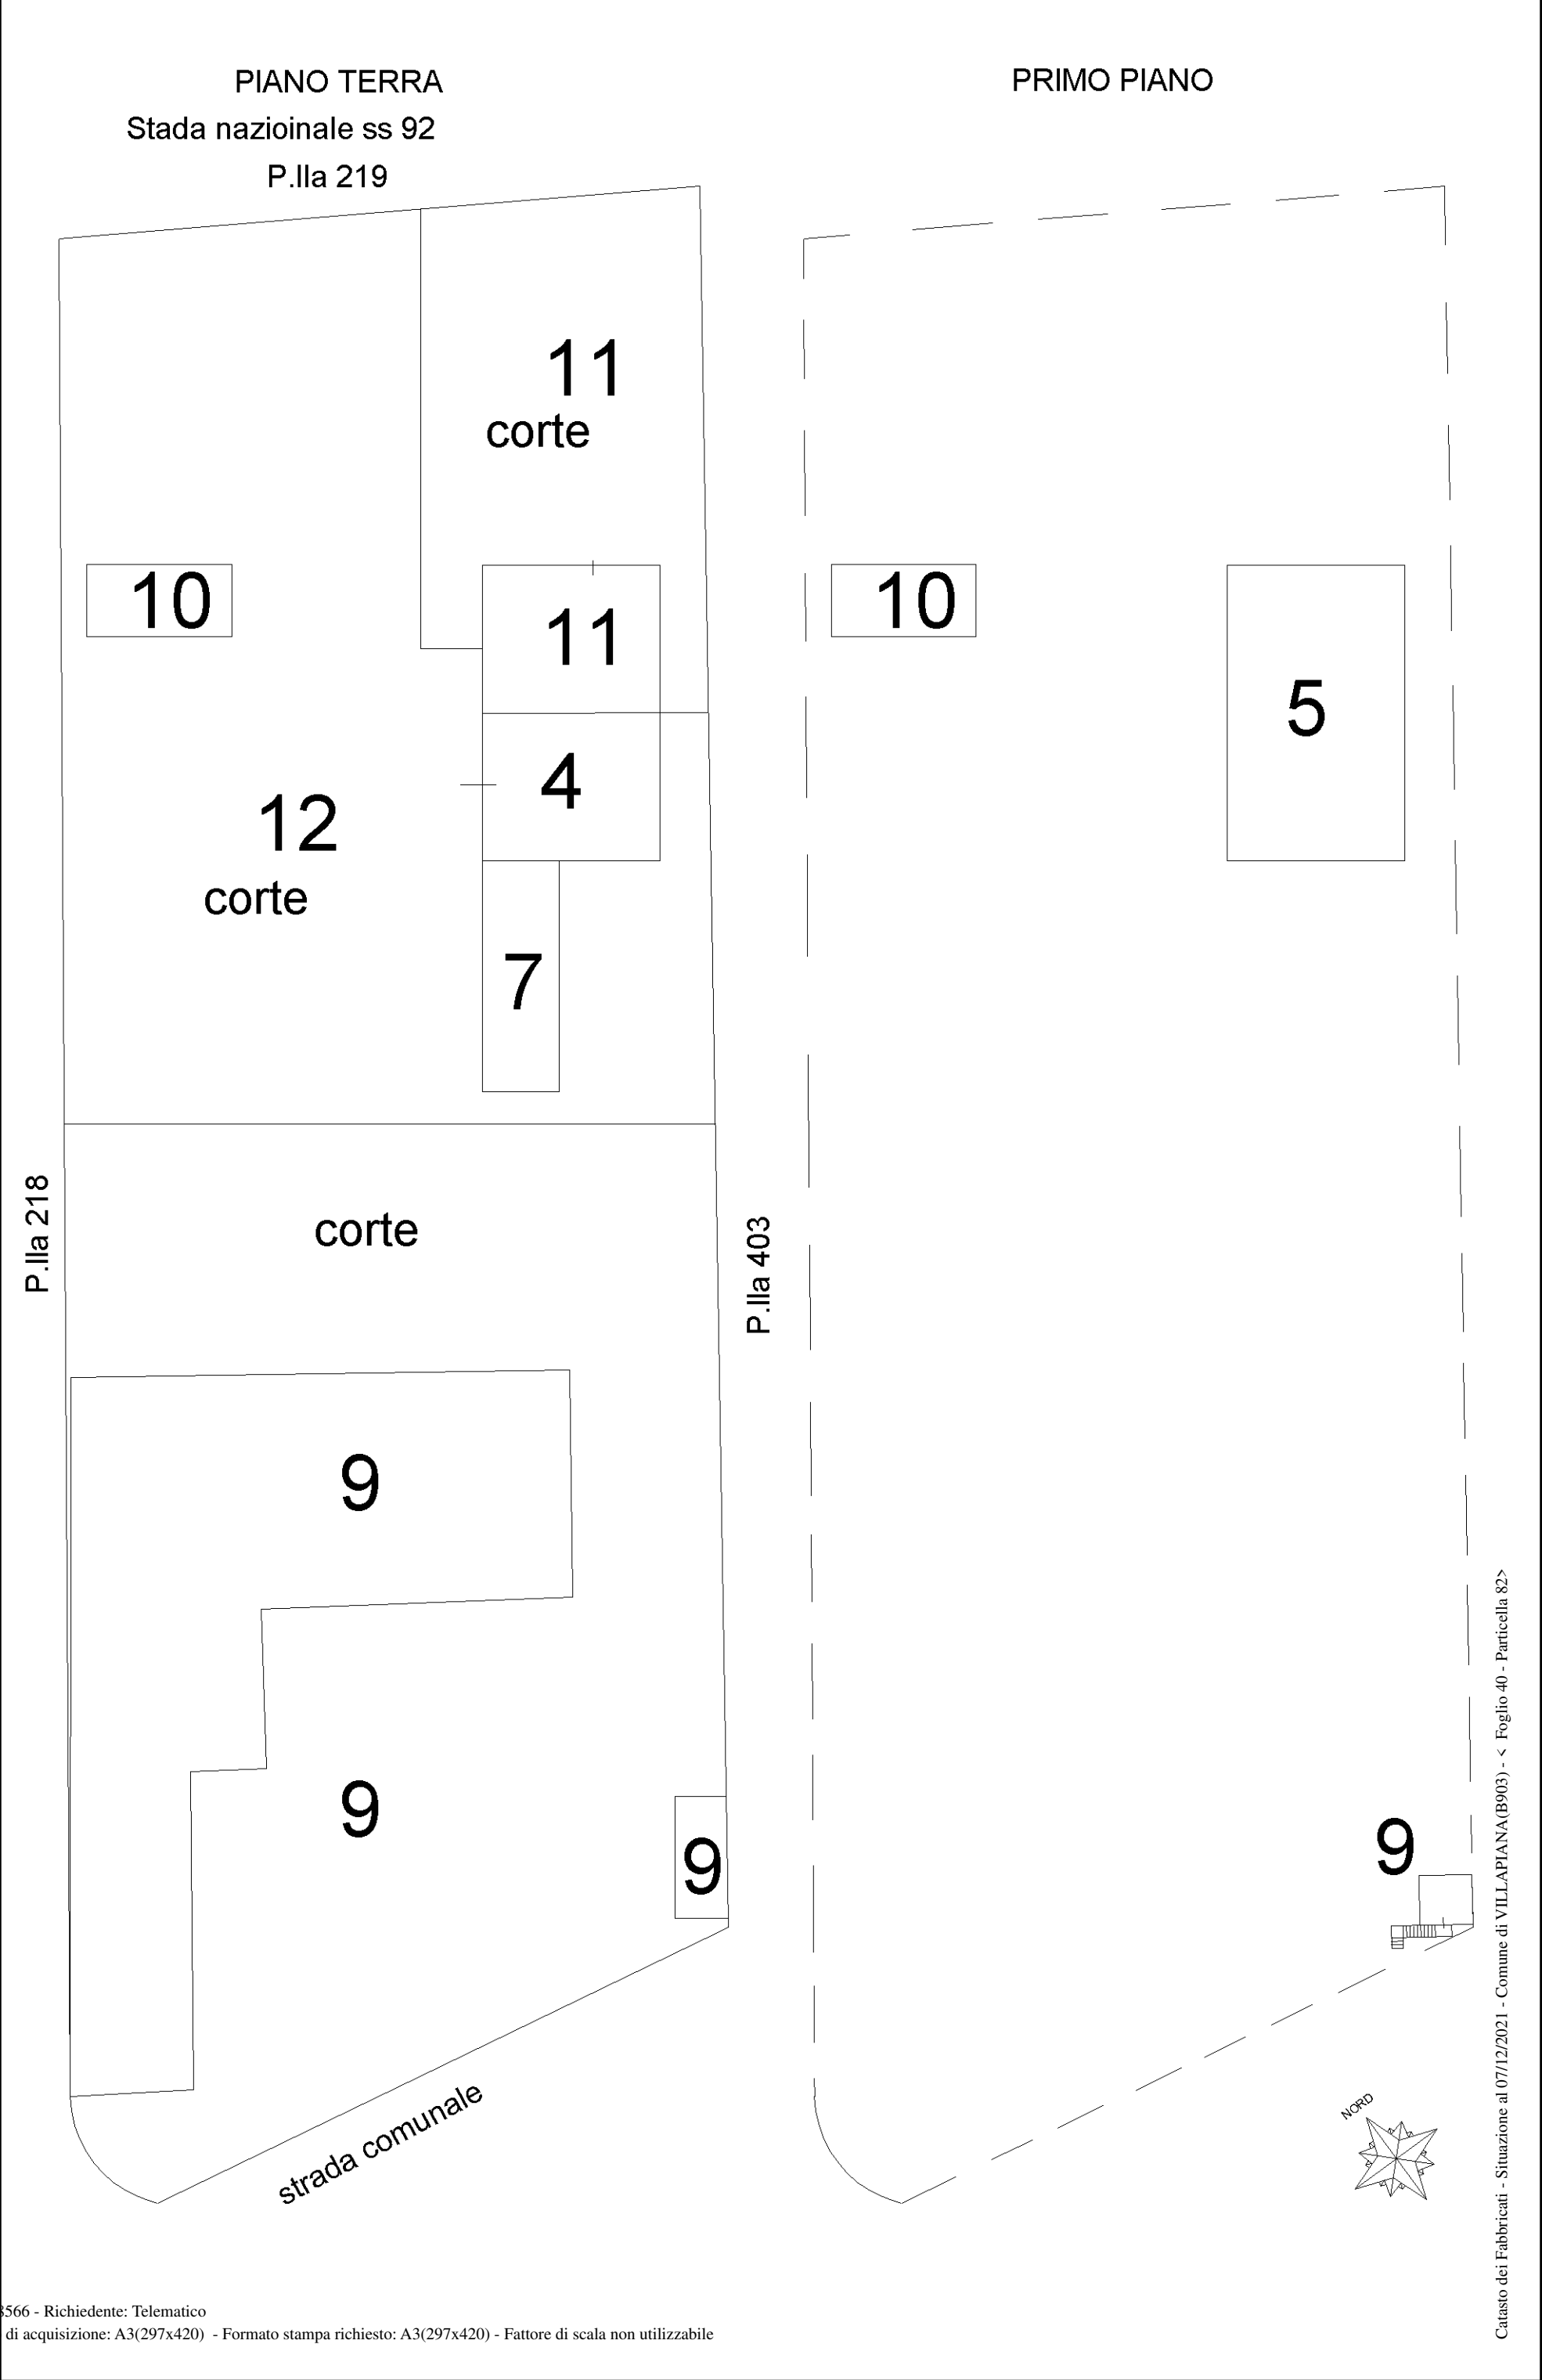 PIANO TERRA
Stada nazioinale ss 92
P.lla 219
11
corte
10
11
4
12
corte
7
P.lla 218
corte
P.lla 403
9
9
9
strada comunale
PRIMO PIANO
10
5
9
NORD
Catasto dei Fabbricati - Situazione al 07/12/2021 - Comune di VILLAPIANA(B903) - < Foglio 40 - Particella 82>
8566 - Richiedente: Telematico
di acquisizione: A3(297x420) - Formato stampa richiesto: A3(297x420) - Fattore di scala non utilizzabile